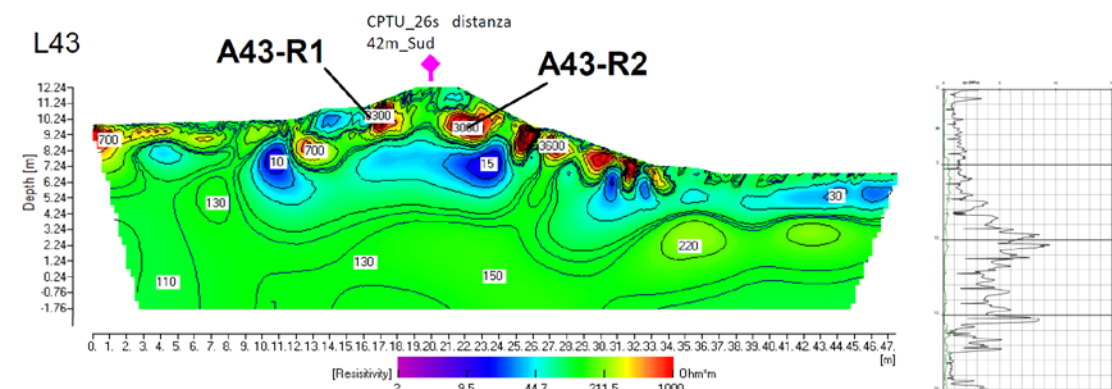 CPTU_26s distanza
42m_Sud
L43
A43-R1
A43-R2
Depth [m]
12.24
11.24
10.24
9.24
8.24
7.24
6.24
5.24
4.24
3.24
2.24
1.24
0.24
-0.76
-1.76
700
3300
3000
3600
700
10
15
130
30
220
130
150
110
0. 1. 2. 3. 4. 5. 6. 7. 8. 9. 10. 11. 12. 13. 14. 15. 16. 17. 18. 19. 20. 21. 22. 23. 24. 25. 26. 27. 28. 29. 30. 31. 32. 33. 34. 35. 36. 37. 38. 39. 40. 41. 42. 43. 44. 45. 46. 47.
[m]
[Resisitivity]
Ohm*m
2 9.5 44.7 211.5 1000